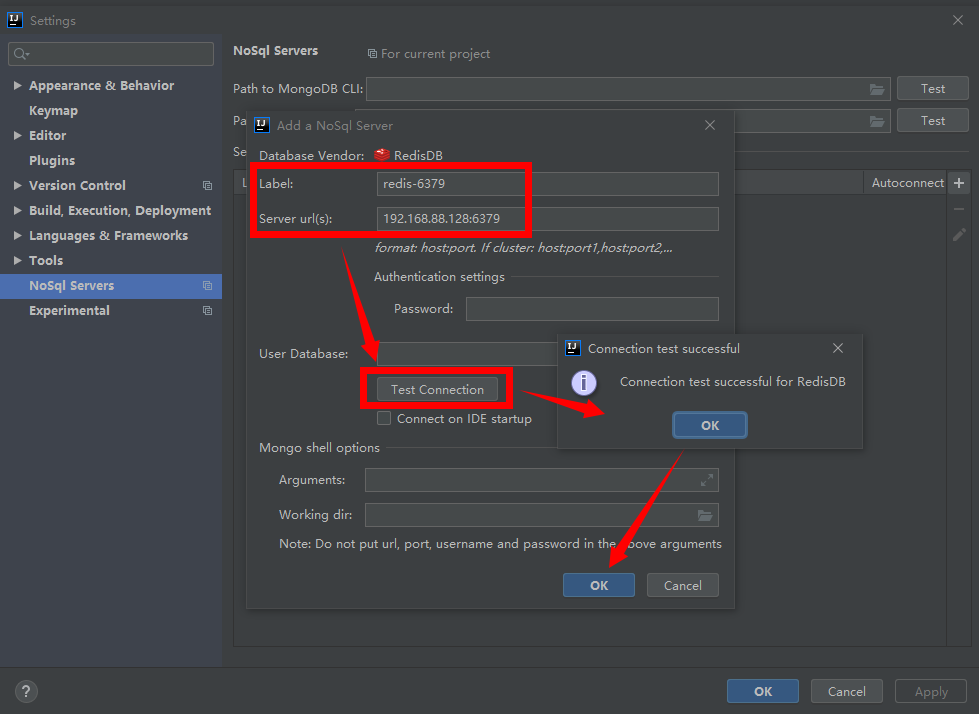 Settings
NoSql Servers
For current project
Appearance & Behavior
Keymap
Editor
Plugins
Version Control
Build, Execution, Deployment
Languages & Frameworks
Tools
NoSql Servers
Experimental
Path to MongoDB CLI:
Test
Pa
Test
Se
L
Autoconnect
Add a NoSql Server
Database Vendor: RedisDB
Label: redis-6379
Server url(s): 192.168.88.128:6379
format: host:port. If cluster: host:port1,host:port2,...
Authentication settings
Password:
User Database:
Test Connection
Connect on IDE startup
Connection test successful
Connection test successful for RedisDB
OK
Mongo shell options
Arguments:
Working dir:
Note: Do not put url, port, username and password in the above arguments
OK Cancel
?
OK Cancel Apply